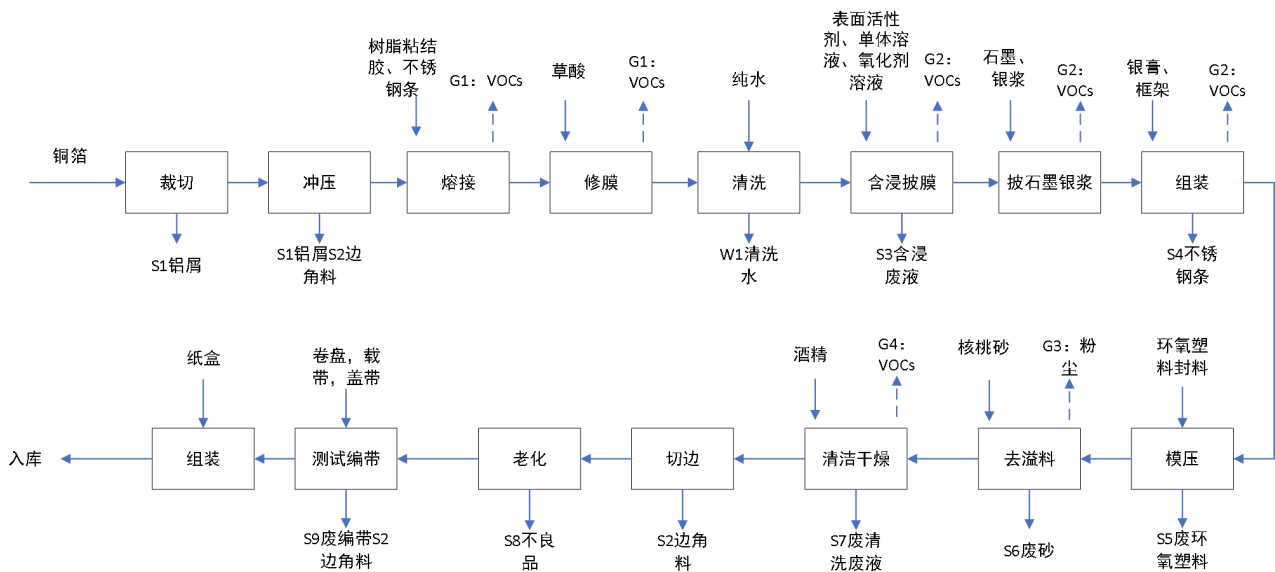 树脂粘结
胶、不锈
钢条
G1：VOCs
草酸
G1：
VOCs
纯水
表面活性
剂、单体溶
液、氧化剂
溶液
G2：
VOCs
石墨、
银浆
G2：
VOCs
银膏、
框架
G2：
VOCs
铜箔
裁切
冲压
熔接
修膜
清洗
含浸披膜
披石墨银浆
组装
S1铝屑
S1铝屑S2边
角料
W1清洗
水
S3含浸
废液
S4不锈
钢条
纸盒
卷盘，载
带，盖带
酒精
G4：
VOCs
核桃砂
G3：粉
尘
环氧塑
料封料
入库
组装
测试编带
老化
切边
清洁干燥
去溢料
模压
S9废编带S2
边角料
S8不良
品
S2边角
料
S7废清
洗废液
S6废砂
S5废环
氧塑料